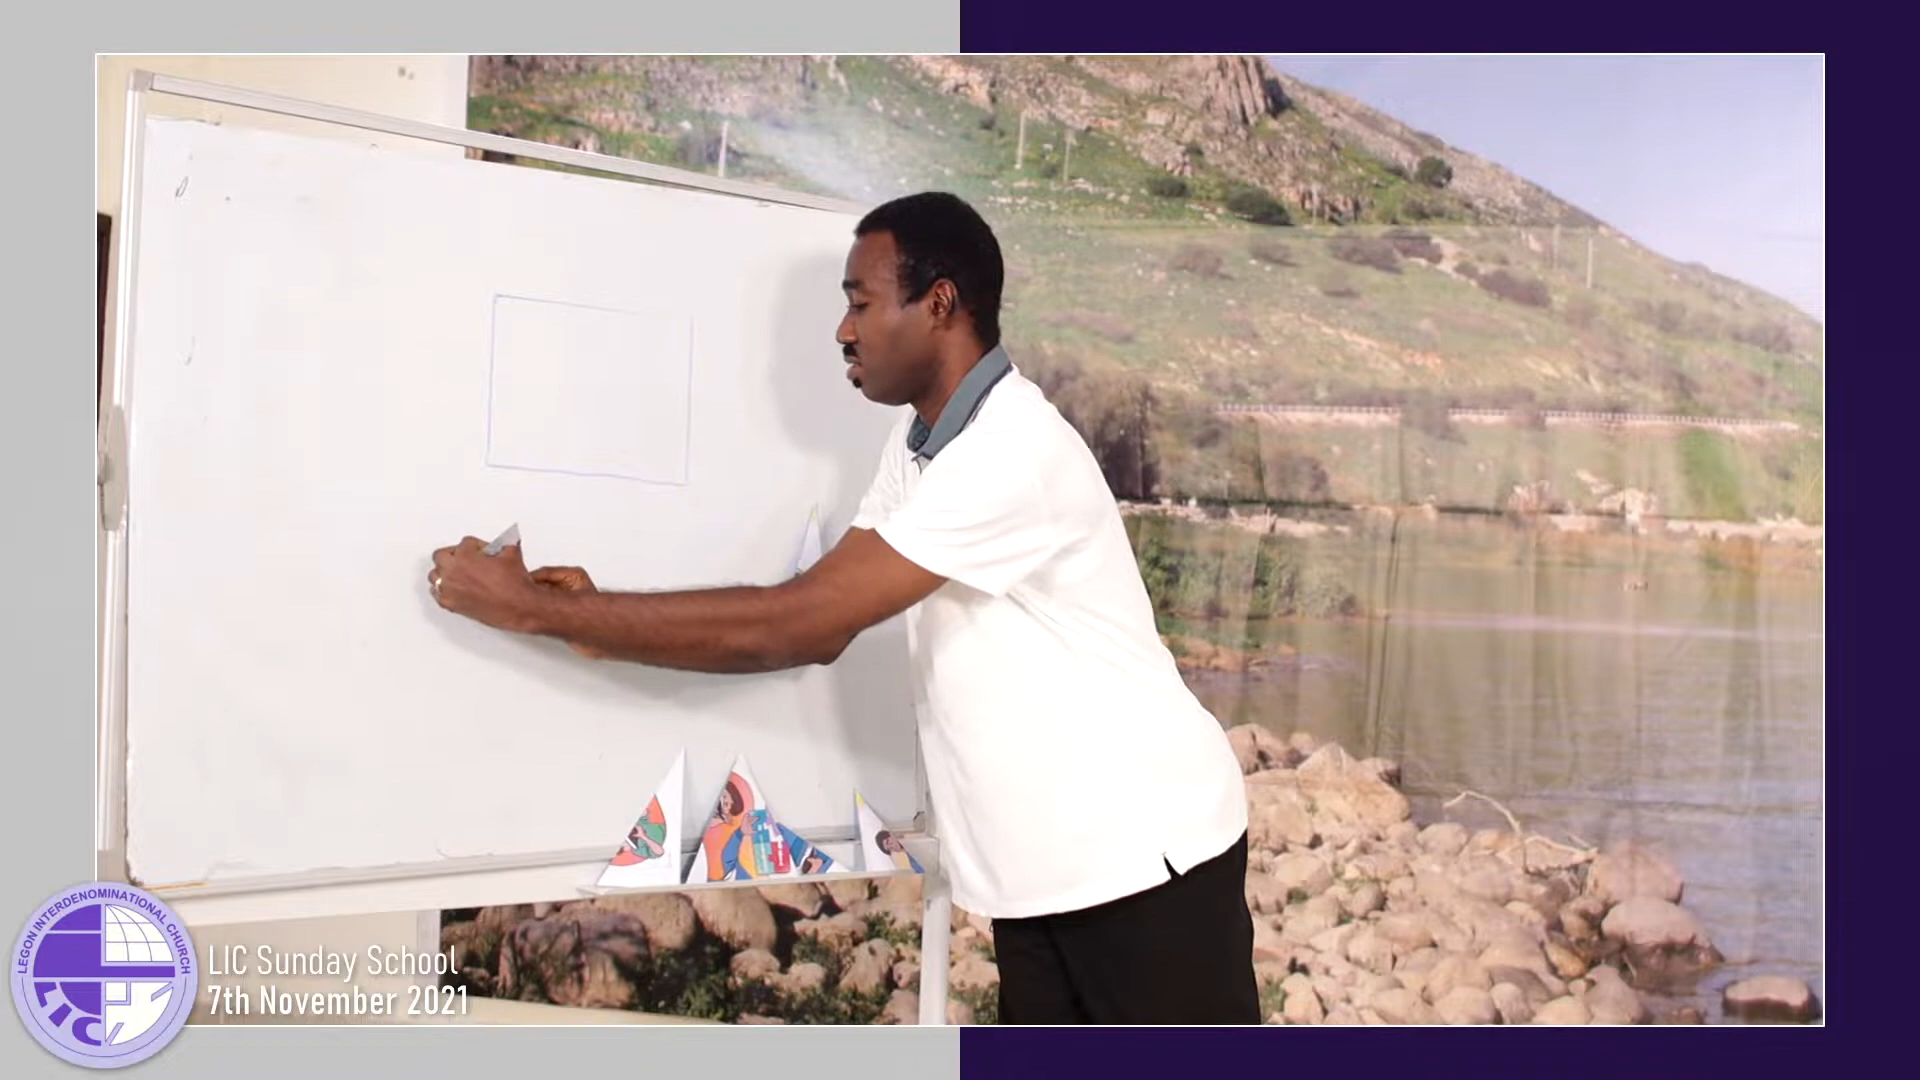 LEGON INTERDENOMINATIONAL CHURCH
LIC
LIC Sunday School
7th November 2021